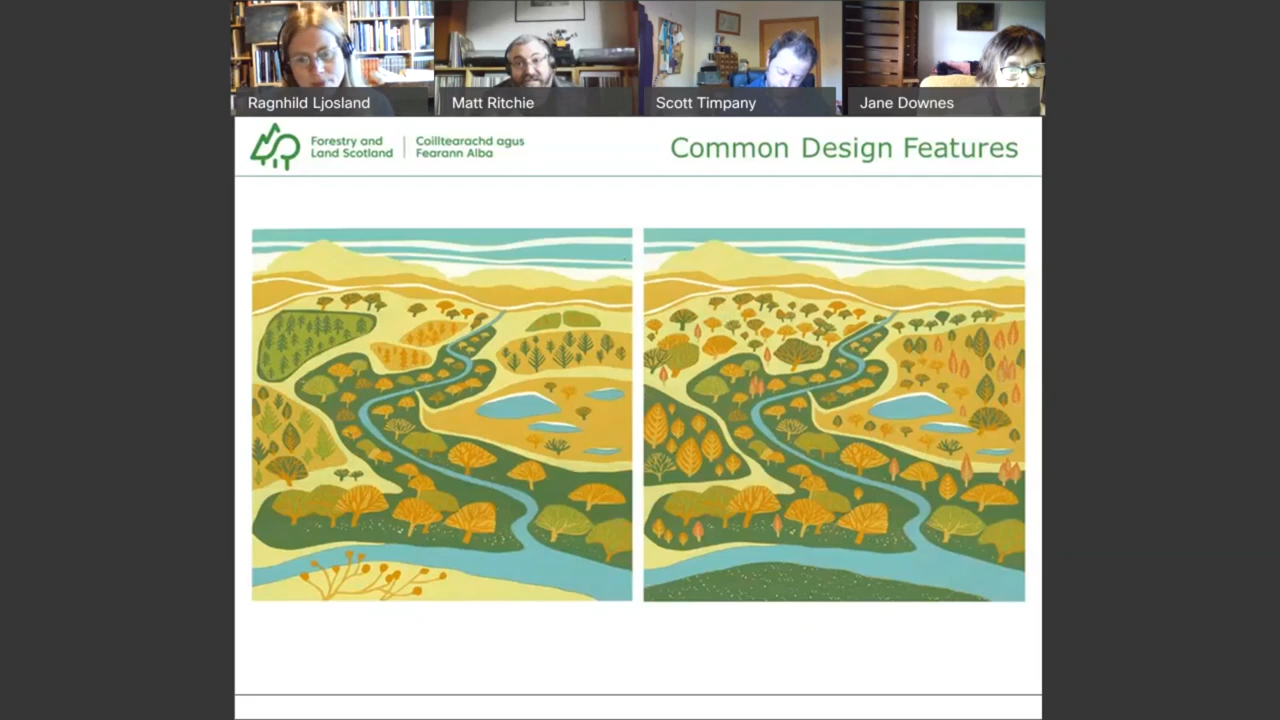 Ragnhild Ljosland
Matt Ritchie
Scott Timpany
Jane Downes
Forestry and
Land Scotland
Coilltearachd agus
Fearann Alba
Common Design Features